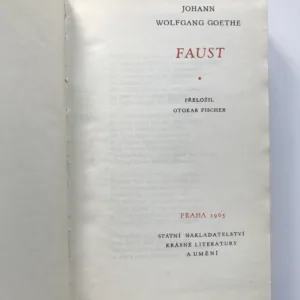 JOHANN
WOLFGANG GOETHE
FAUST
PŘELOŽIL
OTOKAR FISCHER
PRAHA 1965
STÁTNÍ NAKLADATELSTVÍ
KRÁSNÉ LITERATURY
A UMĚNÍ